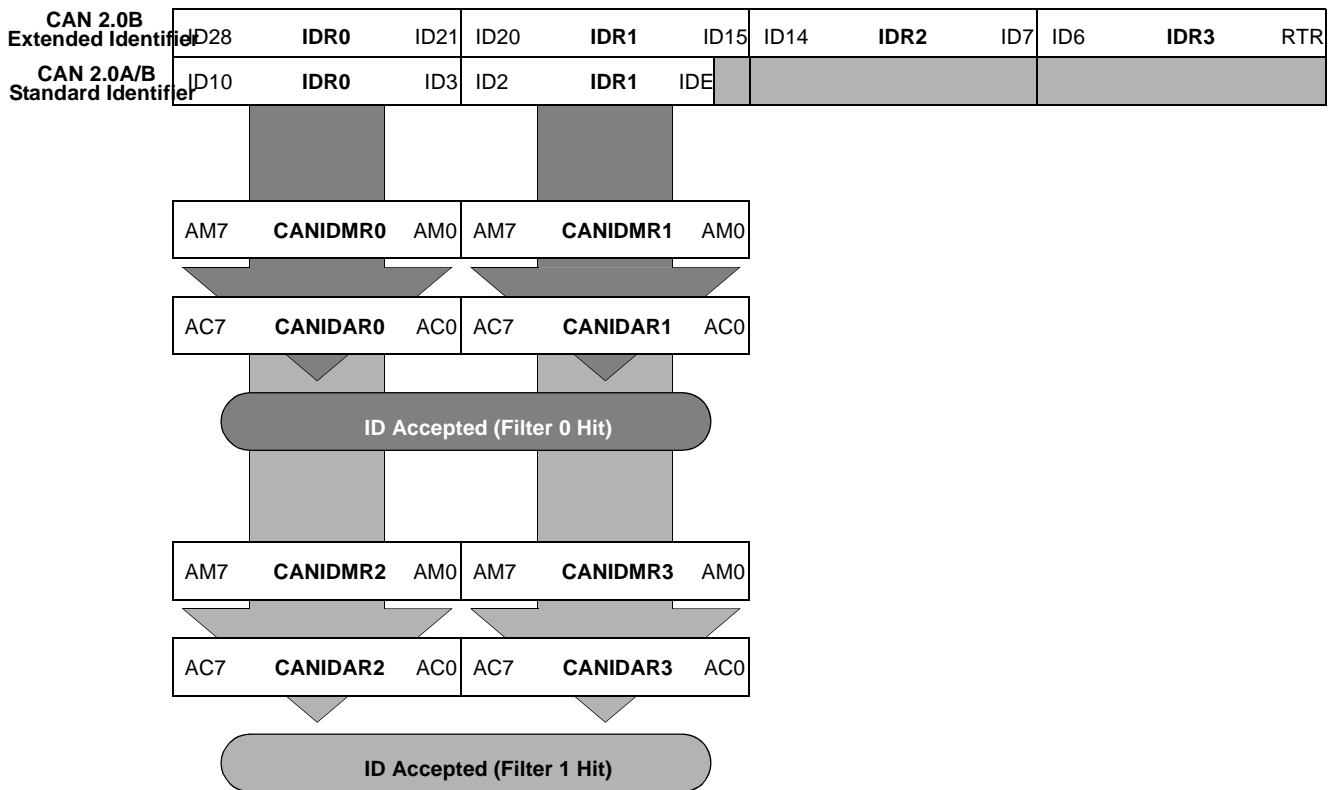 CAN 2.0B
Extended Identifier
ID28 IDR0 ID21 ID20 IDR1 ID15 ID14 IDR2 ID7 ID6 IDR3 RTR
CAN 2.0A/B
Standard Identifier
ID10 IDR0 ID3 ID2 IDR1 IDE
AM7 CANIDMR0 AM0 AM7 CANIDMR1 AM0
AC7 CANIDAR0 AC0 AC7 CANIDAR1 AC0
ID Accepted (Filter 0 Hit)
AM7 CANIDMR2 AM0 AM7 CANIDMR3 AM0
AC7 CANIDAR2 AC0 AC7 CANIDAR3 AC0
ID Accepted (Filter 1 Hit)